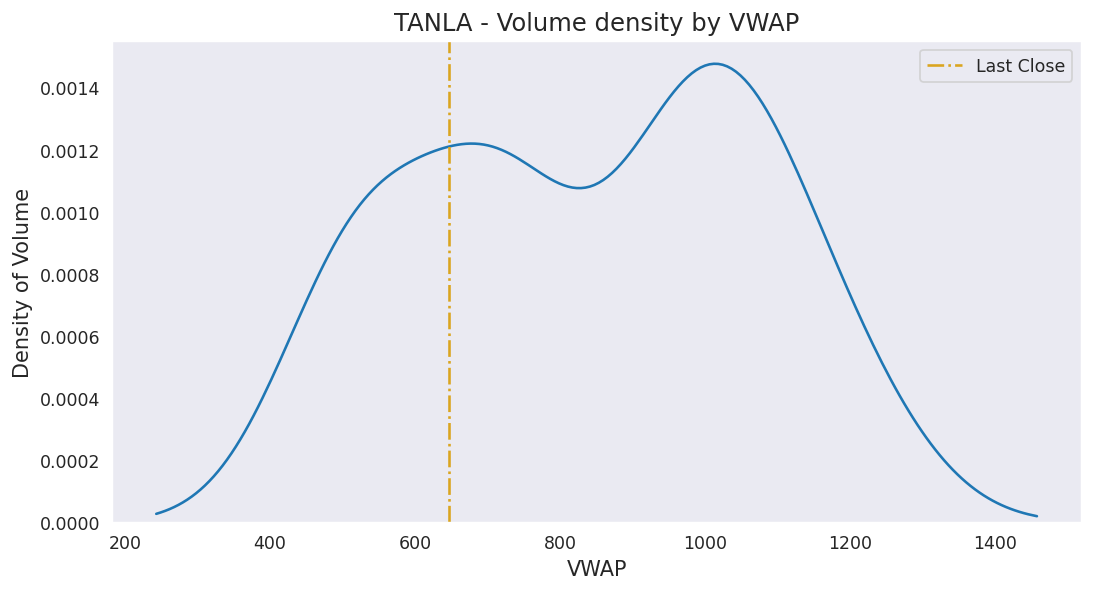 TANLA - Volume density by VWAP
Last Close
Density of Volume
0.0014
0.0012
0.0010
0.0008
0.0006
0.0004
0.0002
0.0000
200 400 600 800 1000 1200 1400
VWAP